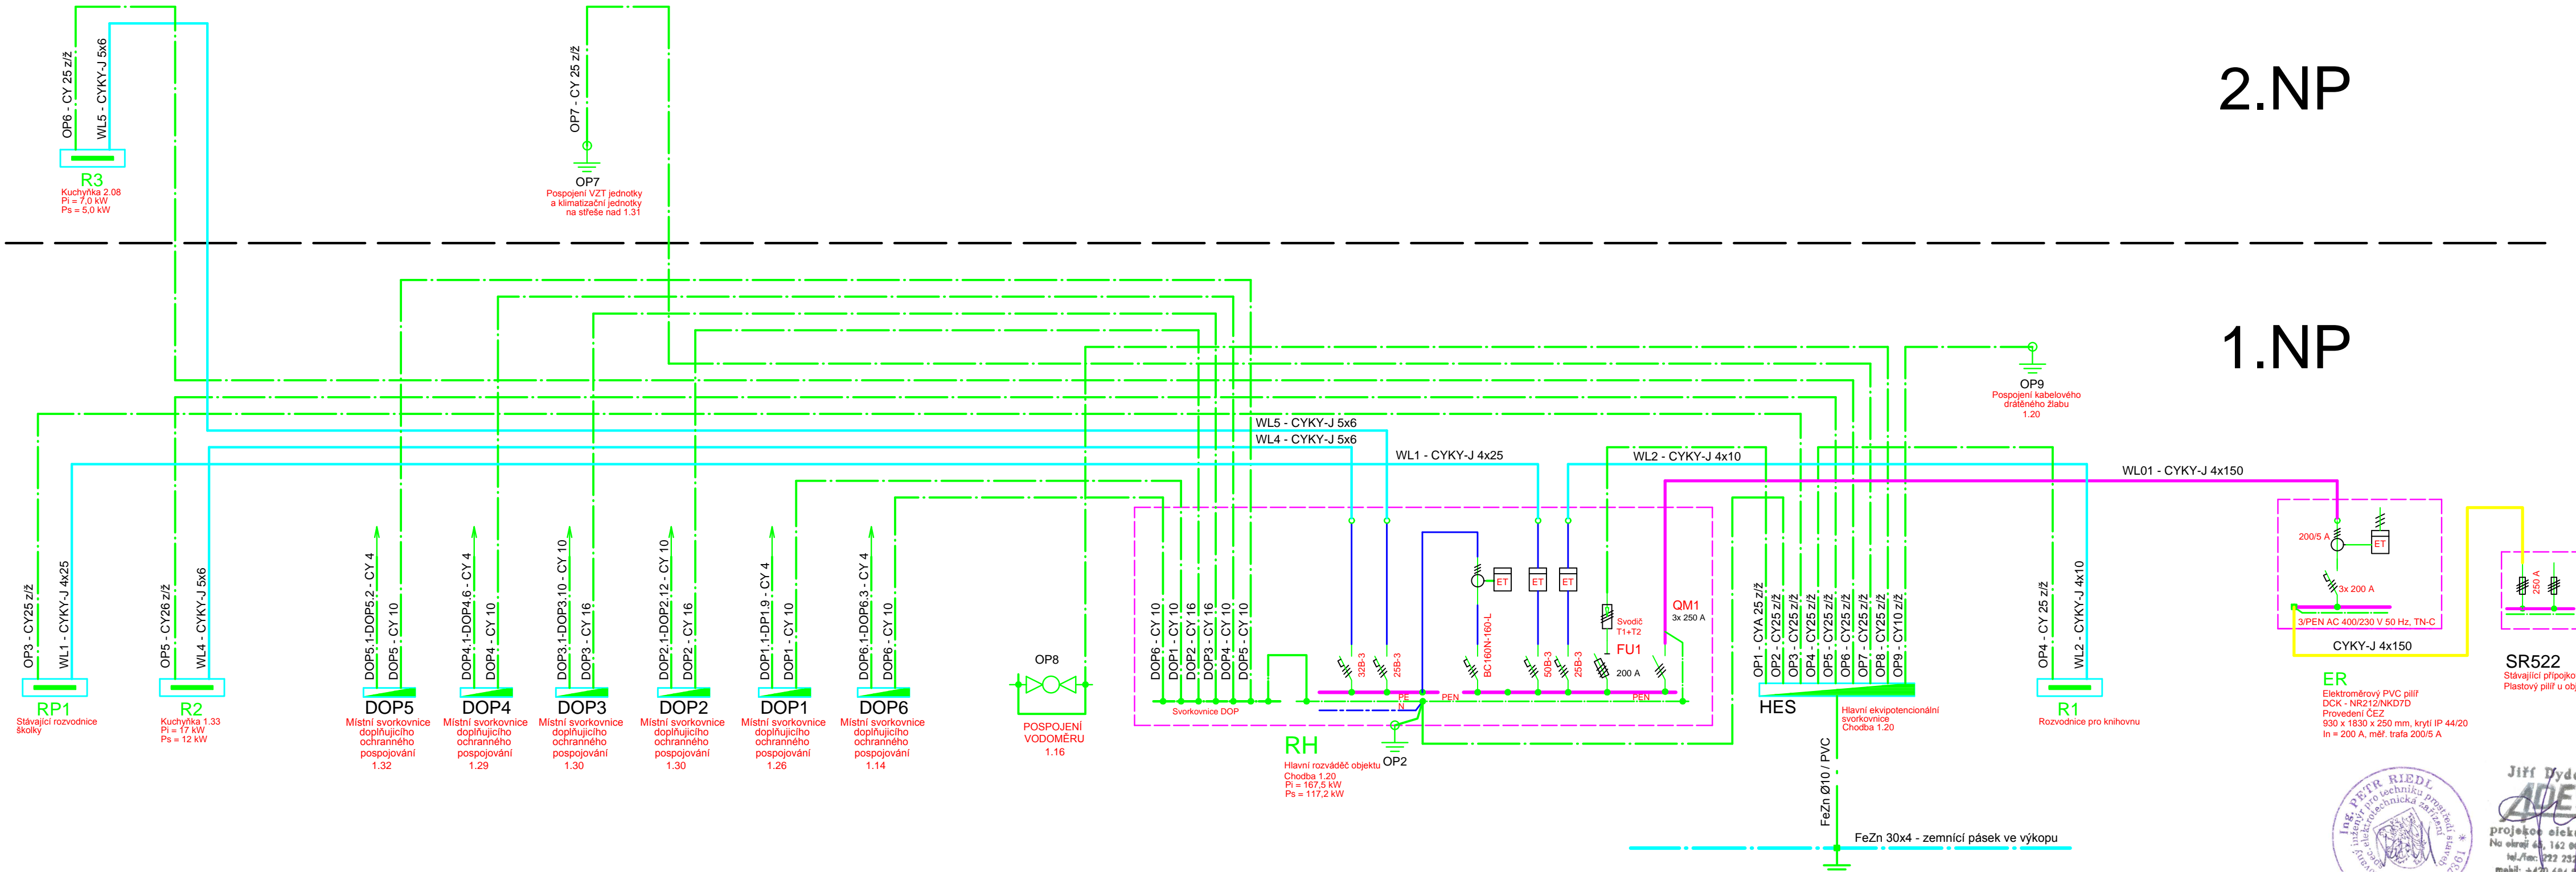 2.NP
OP6 - CY 25 z/ž
WL5 - CYKY-J 5x6
R3
Kuchyňka 2.08
Pi = 7,0 kW
Ps = 5,0 kW
OP7 - CY 25 z/ž
OP7
Pospojení VZT jednotky
a klimatizační jednotky
na střeše nad 1.31
1.NP
OP9
Pospojení kabelového
drátěného žlabu
1.20
WL5 - CYKY-J 5x6
WL4 - CYKY-J 5x6
WL1 - CYKY-J 4x25
WL2 - CYKY-J 4x10
WL01 - CYKY-J 4x150
OP3 - CY25 z/ž
WL1 - CYKY-J 4x25
RP1
Stávající rozvodnice
školky
OP5 - CY26 z/ž
WL4 - CYKY-J 5x6
R2
Kuchyňka 1.33
Pi = 17 kW
Ps = 12 kW
DOP5.1-DOP5.2 - CY 4
DOP5 - CY 10
DOP5
Místní svorkovnice
doplňujícího
ochranného
pospojování
1.32
DOP4.1-DOP4.6 - CY 4
DOP4 - CY 10
DOP4
Místní svorkovnice
doplňujícího
ochranného
pospojování
1.29
DOP3.1-DOP3.10 - CY 10
DOP3 - CY 16
DOP3
Místní svorkovnice
doplňujícího
ochranného
pospojování
1.30
DOP2.1-DOP2.12 - CY 10
DOP2 - CY 16
DOP2
Místní svorkovnice
doplňujícího
ochranného
pospojování
1.30
DOP1.1-DP1.9 - CY 4
DOP1 - CY 10
DOP1
Místní svorkovnice
doplňujícího
ochranného
pospojování
1.26
DOP6.1-DOP6.3 - CY 4
DOP6 - CY 10
DOP6
Místní svorkovnice
doplňujícího
ochranného
pospojování
1.14
OP8
POSPOJENÍ
VODOMĚRU
1.16
DOP6 - CY 10
DOP1 - CY 10
DOP2 - CY 16
DOP3 - CY 16
DOP4 - CY 10
DOP5 - CY 10
Svorkovnice DOP
32B-3
25B-3
BC160N-160-L
ET
ET
ET
50B-3
25B-3
Svodič
T1+T2
FU1
200 A
QM1
3x 250 A
PE
N
PEN
PEN
RH
Hlavní rozváděč objektu
Chodba 1.20
Pi = 167,5 kW
Ps = 117,2 kW
OP2
OP1 - CYA 25 z/ž
OP2 - CY25 z/ž
OP3 - CY25 z/ž
OP4 - CY25 z/ž
OP5 - CY25 z/ž
OP6 - CY25 z/ž
OP7 - CY25 z/ž
OP8 - CY25 z/ž
OP9 - CY10 z/ž
HES
Hlavní ekvipotencionální
svorkovnice
Chodba 1.20
FeZn Ø10 / PVC
FeZn 30x4 - zemnící pásek ve výkopu
OP4 - CY 25 z/ž
WL2 - CYKY-J 4x10
R1
Rozvodnice pro knihovnu
200/5 A
ET
3x 200 A
3/PEN AC 400/230 V 50 Hz, TN-C
CYKY-J 4x150
ER
Elektroměrový PVC pilíř
DCK - NR212/NKD7D
Provedení ČEZ
930 x 1830 x 250 mm, krytí IP 44/20
In = 200 A, měř. trafa 200/5 A
250 A
SR522
Stávající přípojko
Plastový pilíř u obj
Ing. PETR RIEDL
Jiří Dyd
ADE
projekce elek